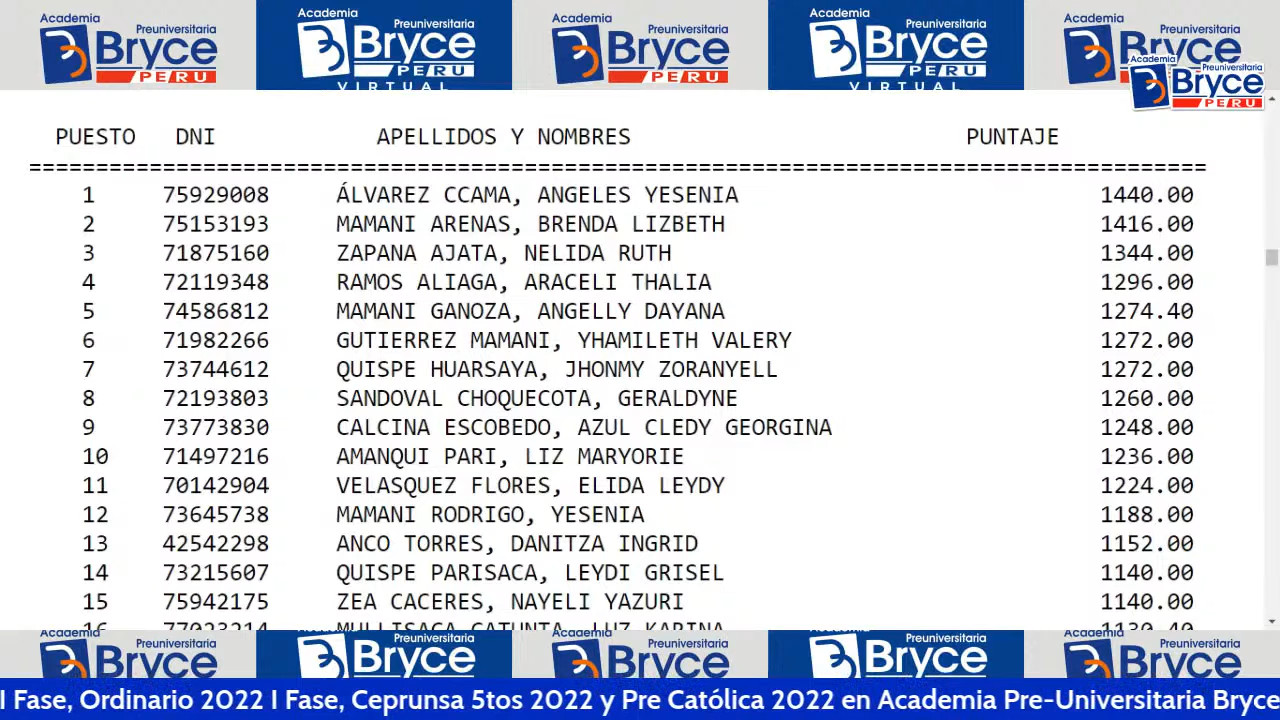 Academia
Preuniversitaria
Bryce
PERU
Academia
Preuniversitaria
Bryce
PERU
VIRTUAL
Academia
Preuniversitaria
Bryce
PERU
Academia
Preuniversitaria
Bryce
PERU
VIRTUAL
Academia
Preuniversitaria
Bryce
Academia
Preuniversitaria
Bryce
PERU
PUESTO DNI APELLIDOS Y NOMBRES PUNTAJE
========================================================================================
1 75929008 ÁLVAREZ CCAMA, ANGELES YESENIA 1440.00
2 75153193 MAMANI ARENAS, BRENDA LIZBETH 1416.00
3 71875160 ZAPANA AJATA, NELIDA RUTH 1344.00
4 72119348 RAMOS ALIAGA, ARACELI THALIA 1296.00
5 74586812 MAMANI GANOZA, ANGELLY DAYANA 1274.40
6 71982266 GUTIERREZ MAMANI, YHAMILETH VALERY 1272.00
7 73744612 QUISPE HUARSAYA, JHONMY ZORANYELL 1272.00
8 72193803 SANDOVAL CHOQUECOTA, GERALDYNE 1260.00
9 73773830 CALCINA ESCOBEDO, AZUL CLEDY GEORGINA 1248.00
10 71497216 AMANQUI PARI, LIZ MARYORIE 1236.00
11 70142904 VELASQUEZ FLORES, ELIDA LEYDY 1224.00
12 73645738 MAMANI RODRIGO, YESENIA 1188.00
13 42542298 ANCO TORRES, DANITZA INGRID 1152.00
14 73215607 QUISPE PARISACA, LEYDI GRISEL 1140.00
15 75942175 ZEA CACERES, NAYELI YAZURI 1140.00
Academia
Preuniversitaria
Bryce
Academia
Preuniversitaria
Bryce
Academia
Preuniversitaria
Bryce
Academia
Preuniversitaria
Bryce
Academia
Preuniversitaria
Bryce
I Fase, Ordinario 2022 I Fase, Ceprunsa 5tos 2022 y Pre Católica 2022 en Academia Pre-Universitaria Bryce